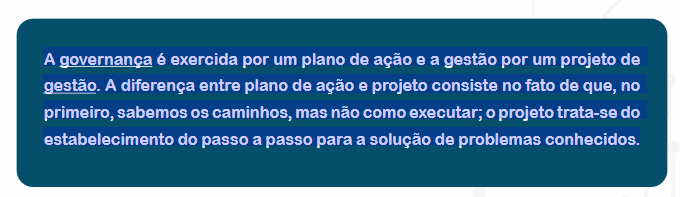 A governança é exercida por um plano de ação e a gestão por um projeto de
gestão. A diferença entre plano de ação e projeto consiste no fato de que, no
primeiro, sabemos os caminhos, mas não como executar; o projeto trata-se do
estabelecimento do passo a passo para a solução de problemas conhecidos.